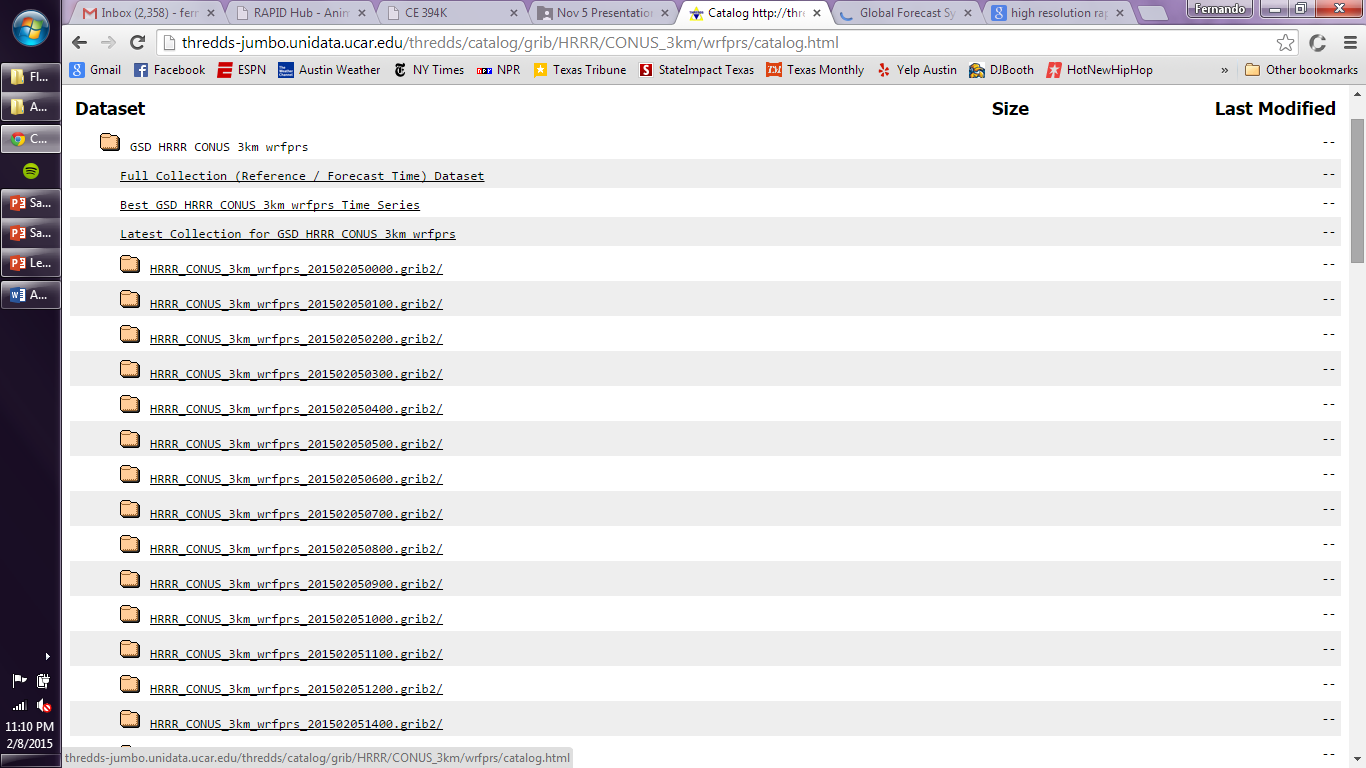 Inbox (2,358) - fern
RAPID Hub - Anim
CE 394K
Nov 5 Presentation
Catalog http://thre
Global Forecast Sy
high resolution rap
Fernando
thredds-jumbo.unidata.ucar.edu/thredds/catalog/grib/HRRR/CONUS_3km/wrfprs/catalog.html
Gmail Facebook ESPN Austin Weather NY Times NPR Texas Tribune StateImpact Texas Texas Monthly Yelp Austin DJBooth HotNewHipHop » Other bookmarks
Fl...
A...
C...
Sa...
Sa...
Le...
A...
11:10 PM
2/8/2015
Dataset Size Last Modified
GSD HRRR CONUS 3km wrfprs --
Full Collection (Reference / Forecast Time) Dataset --
Best GSD HRRR CONUS 3km wrfprs Time Series --
Latest Collection for GSD HRRR CONUS 3km wrfprs --
HRRR_CONUS_3km_wrfprs_201502050000.grib2/ --
HRRR_CONUS_3km_wrfprs_201502050100.grib2/ --
HRRR_CONUS_3km_wrfprs_201502050200.grib2/ --
HRRR_CONUS_3km_wrfprs_201502050300.grib2/ --
HRRR_CONUS_3km_wrfprs_201502050400.grib2/ --
HRRR_CONUS_3km_wrfprs_201502050500.grib2/ --
HRRR_CONUS_3km_wrfprs_201502050600.grib2/ --
HRRR_CONUS_3km_wrfprs_201502050700.grib2/ --
HRRR_CONUS_3km_wrfprs_201502050800.grib2/ --
HRRR_CONUS_3km_wrfprs_201502050900.grib2/ --
HRRR_CONUS_3km_wrfprs_201502051000.grib2/ --
HRRR_CONUS_3km_wrfprs_201502051100.grib2/ --
HRRR_CONUS_3km_wrfprs_201502051200.grib2/ --
HRRR_CONUS_3km_wrfprs_201502051400.grib2/ --
--
thredds-jumbo.unidata.ucar.edu/thredds/catalog/grib/HRRR/CONUS_3km/wrfprs/catalog.html